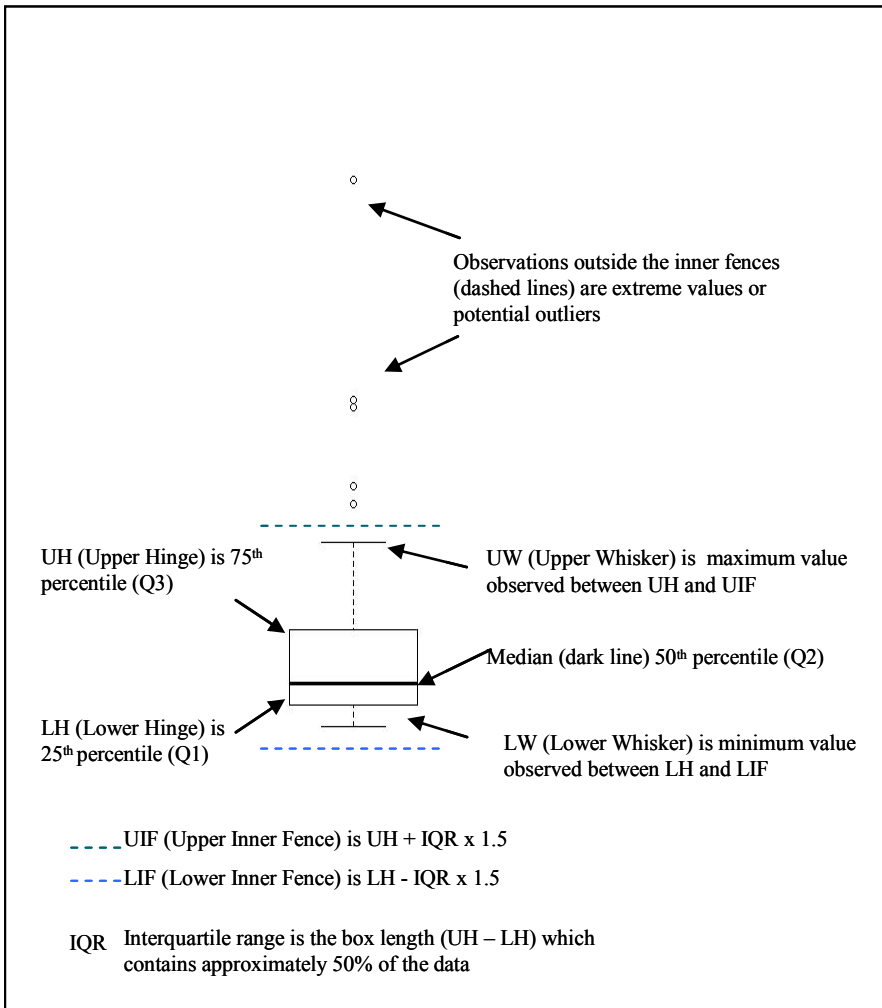 Observations outside the inner fences
(dashed lines) are extreme values or
potential outliers
UH (Upper Hinge) is 75th
percentile (Q3)
UW (Upper Whisker) is  maximum value
observed between UH and UIF
Median (dark line) 50th percentile (Q2)
LH (Lower Hinge) is
25th percentile (Q1)
LW (Lower Whisker) is minimum value
observed between LH and LIF
UIF (Upper Inner Fence) is UH + IQR x 1.5
LIF (Lower Inner Fence) is LH - IQR x 1.5
IQR Interquartile range is the box length (UH – LH) which
contains approximately 50% of the data